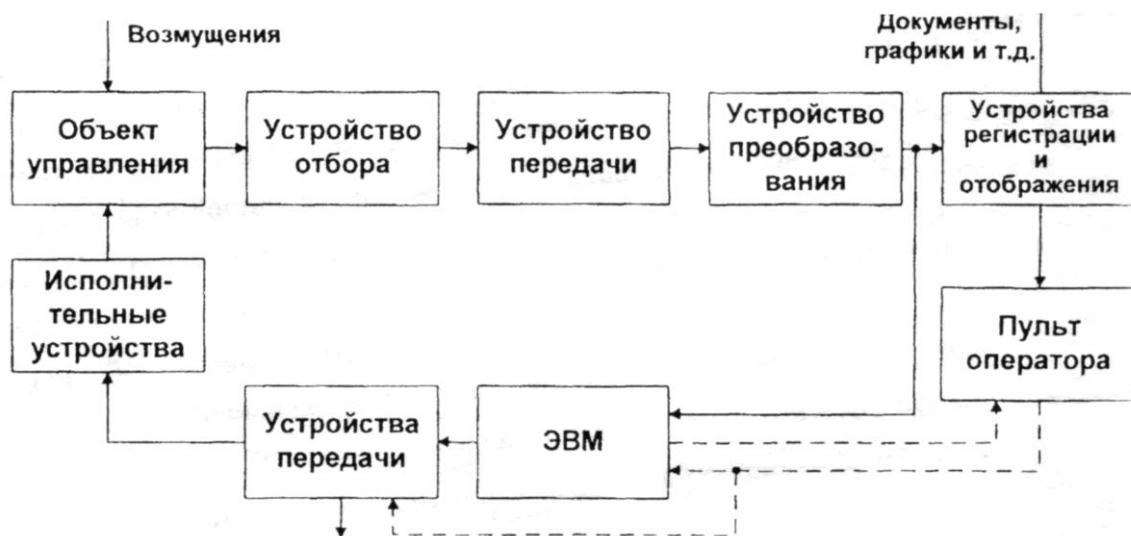 Возмущения
Документы,
графики и т.д.
Объект
управления
Устройство
отбора
Устройство
передачи
Устройство
преобразо-
вания
Устройства
регистрации
и
отображения
Исполни-
тельные
устройства
Пульт
оператора
Устройства
передачи
ЭВМ